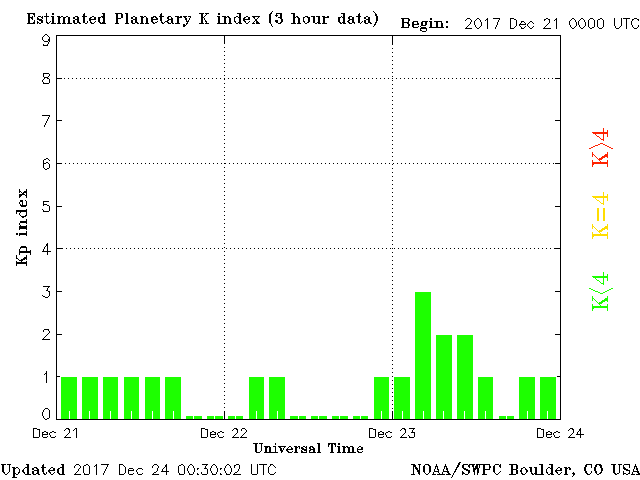 Estimated Planetary K index (3 hour data) Begin: 2017 Dec 21 0000 UTC
9
8
7
6
5
4
3
2
1
0
Kp index
K>4
K=4
K<4
Dec 21 Dec 22 Dec 23 Dec 24
Universal Time
Updated 2017 Dec 24 00:30:02 UTC NOAA/SWPC Boulder, CO USA